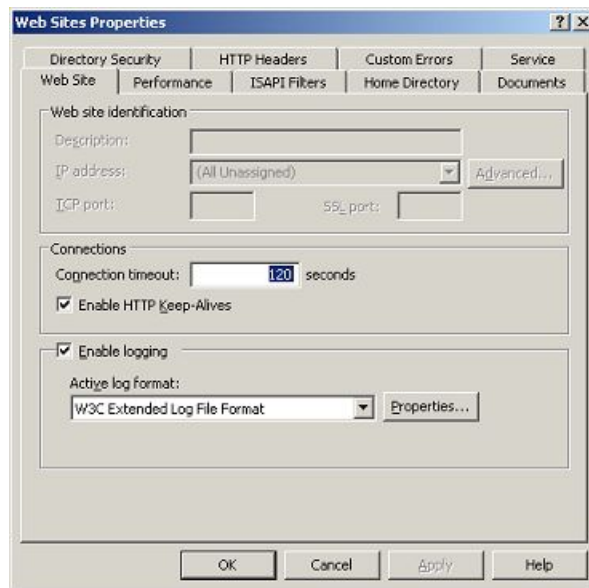 Web Sites Properties
Directory Security HTTP Headers Custom Errors Service
Web Site Performance ISAPI Filters Home Directory Documents
Web site identification
Description:
IP address: (All Unassigned) Advanced...
TCP port: SSL port:
Connections
Connection timeout: 120 seconds
Enable HTTP Keep-Alives
Enable logging
Active log format:
W3C Extended Log File Format Properties...
OK Cancel Apply Help